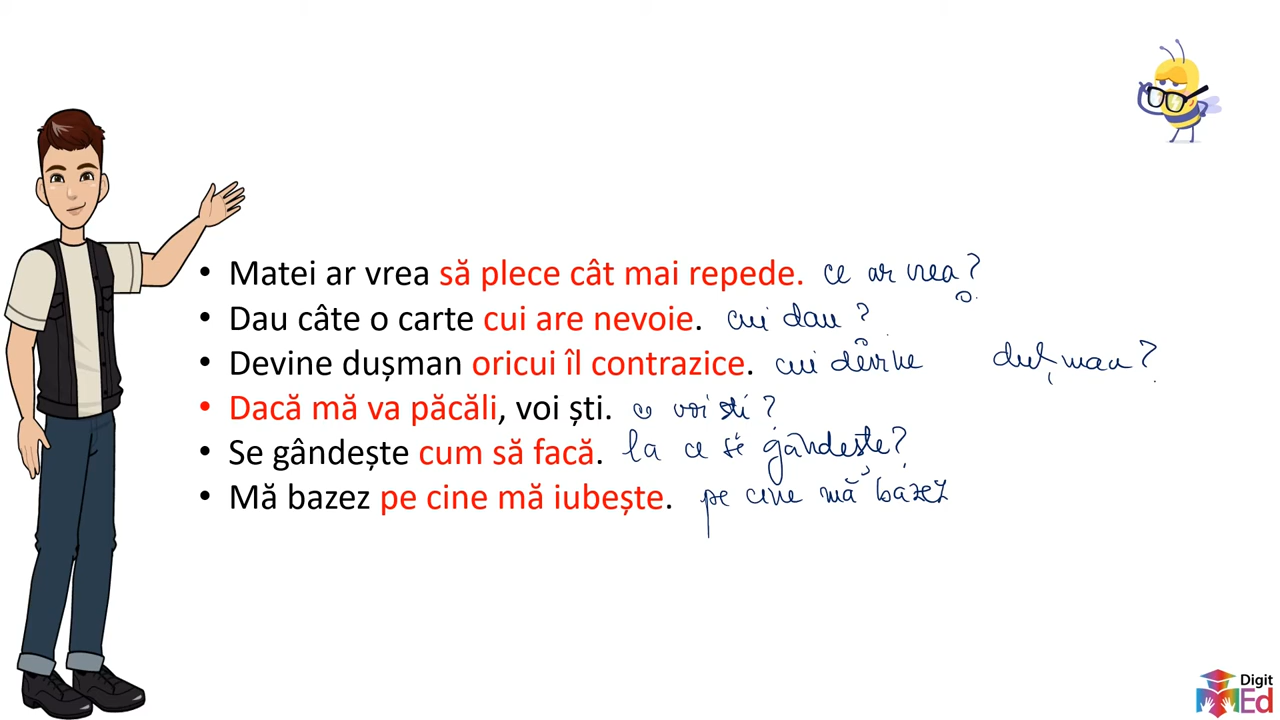 • Matei ar vrea să plece cât mai repede. ce ar vrea?
• Dau câte o carte cui are nevoie. cui dau ?
• Devine dușman oricui îl contrazice. cui devine dușman?
• Dacă mă va păcăli, voi ști. ce voi sti ?
• Se gândește cum să facă. la ce se gândește?
• Mă bazez pe cine mă iubește. pe cine mă bazez
Digit
Ed